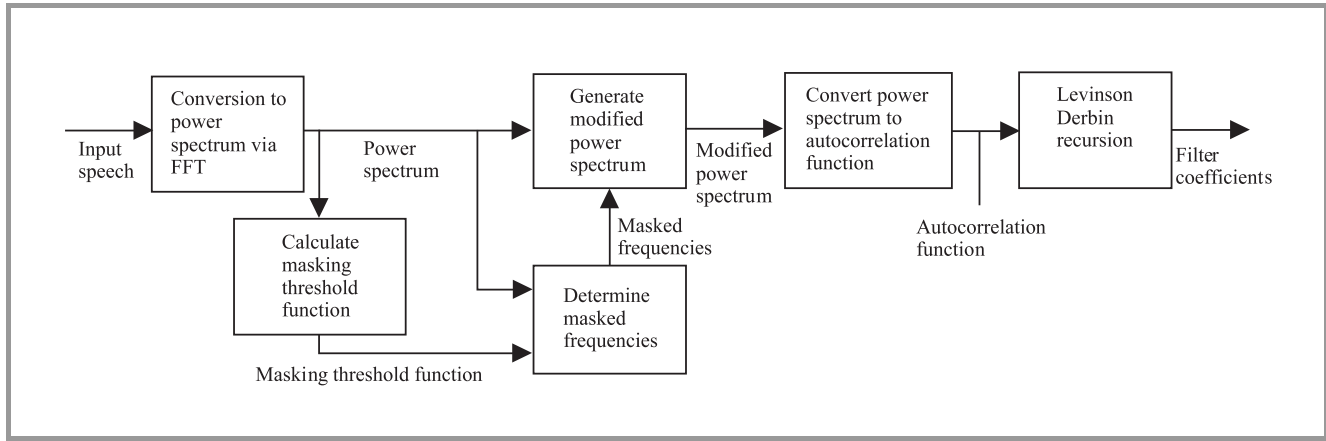 Conversion to
power
spectrum via
FFT
Input
speech
Power
spectrum
Calculate
masking
threshold
function
Masking threshold function
Generate
modified
power
spectrum
Masked
frequencies
Determine
masked
frequencies
Modified
power
spectrum
Convert power
spectrum to
autocorrelation
function
Autocorrelation
function
Levinson
Derbin
recursion
Filter
coefficients